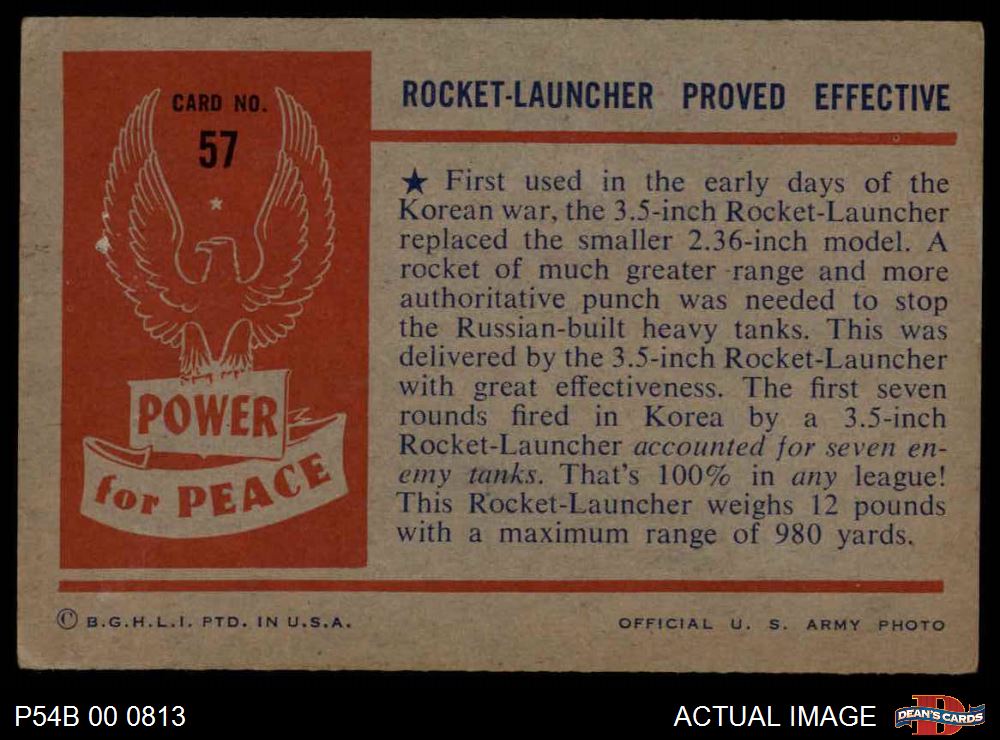 CARD NO.
57
POWER
for PEACE
ROCKET-LAUNCHER PROVED EFFECTIVE
★ First used in the early days of the
Korean war, the 3.5-inch Rocket-Launcher
replaced the smaller 2.36-inch model. A
rocket of much greater range and more
authoritative punch was needed to stop
the Russian-built heavy tanks. This was
delivered by the 3.5-inch Rocket-Launcher
with great effectiveness. The first seven
rounds fired in Korea by a 3.5-inch
Rocket-Launcher accounted for seven en-
emy tanks. That's 100% in any league!
This Rocket-Launcher weighs 12 pounds
with a maximum range of 980 yards.
© B.G.H.L.I. PTD. IN U.S.A.
OFFICIAL U. S. ARMY PHOTO
P54B 00 0813
ACTUAL IMAGE
D
DEAN'S CARDS